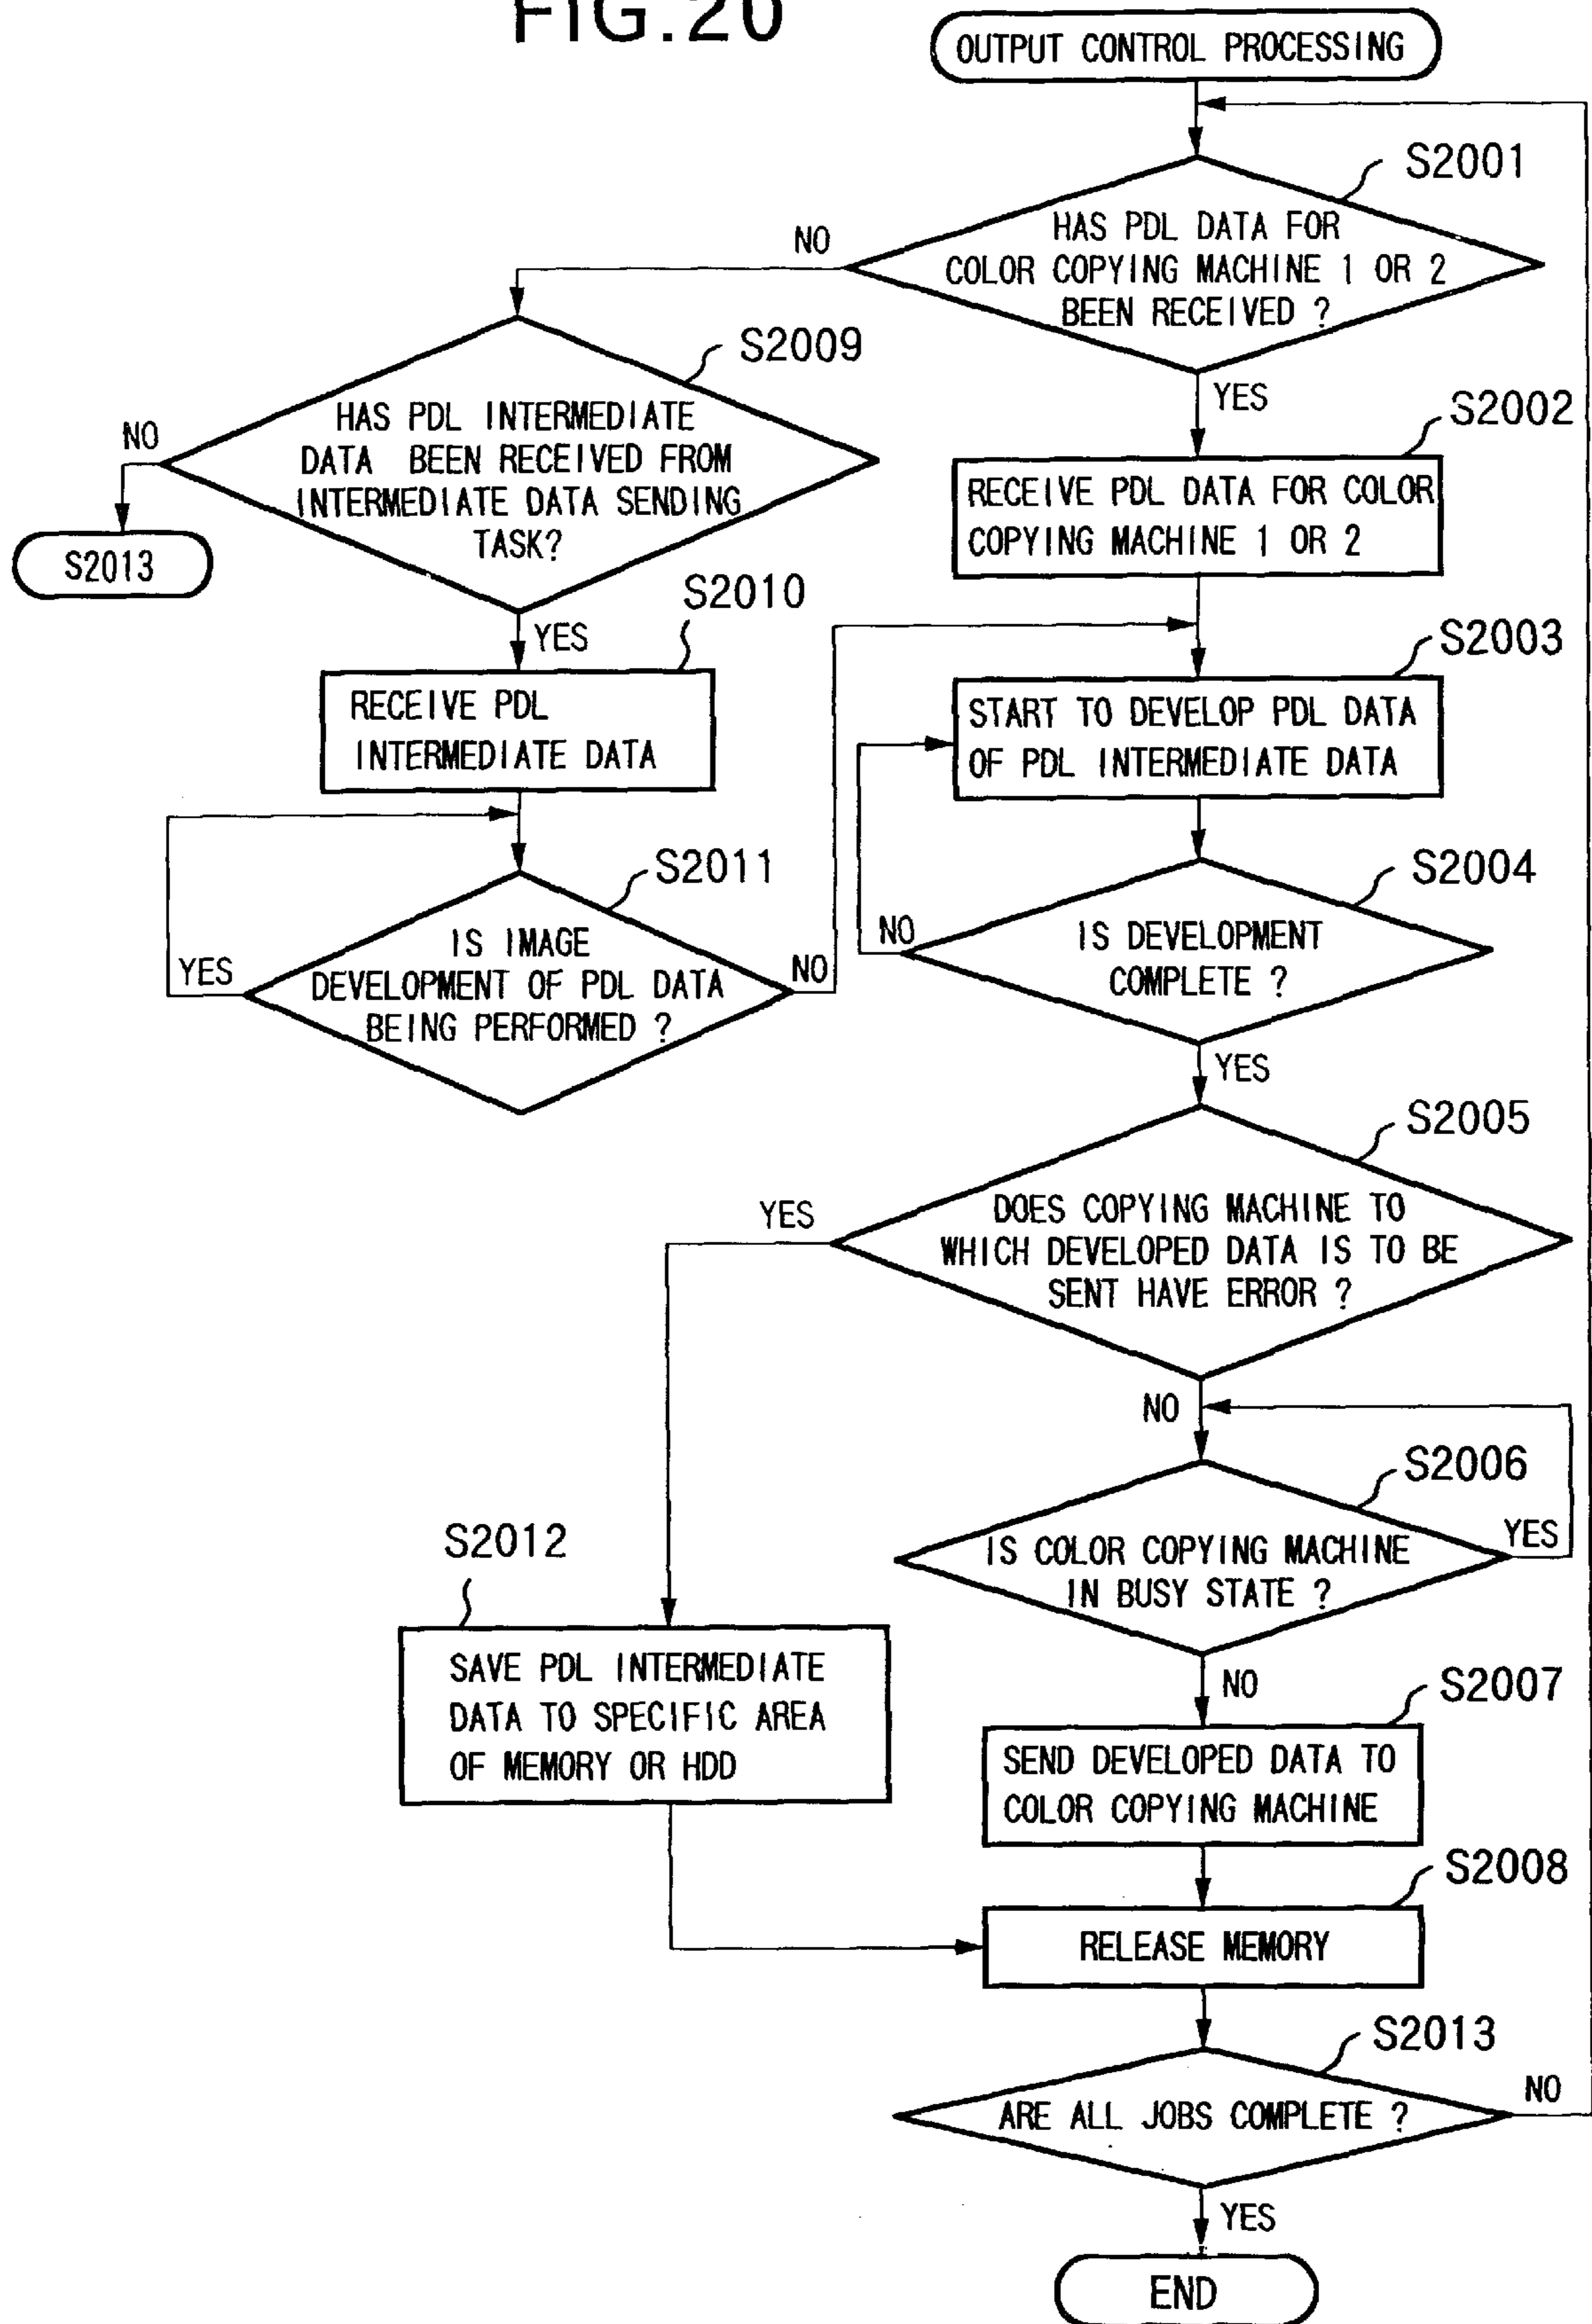 FIG.20
OUTPUT CONTROL PROCESSING
S2001
HAS PDL DATA FOR
COLOR COPYING MACHINE 1 OR 2
BEEN RECEIVED ?
NO
YES
S2009
HAS PDL INTERMEDIATE
DATA BEEN RECEIVED FROM
INTERMEDIATE DATA SENDING
TASK?
NO
S2013
YES
S2002
RECEIVE PDL DATA FOR COLOR
COPYING MACHINE 1 OR 2
S2010
RECEIVE PDL
INTERMEDIATE DATA
S2003
START TO DEVELOP PDL DATA
OF PDL INTERMEDIATE DATA
S2011
IS IMAGE
DEVELOPMENT OF PDL DATA
BEING PERFORMED ?
YES
NO
S2004
IS DEVELOPMENT
COMPLETE ?
NO
YES
S2005
DOES COPYING MACHINE TO
WHICH DEVELOPED DATA IS TO BE
SENT HAVE ERROR ?
YES
NO
S2006
IS COLOR COPYING MACHINE
IN BUSY STATE ?
YES
NO
S2012
SAVE PDL INTERMEDIATE
DATA TO SPECIFIC AREA
OF MEMORY OR HDD
S2007
SEND DEVELOPED DATA TO
COLOR COPYING MACHINE
S2008
RELEASE MEMORY
S2013
ARE ALL JOBS COMPLETE ?
NO
YES
END